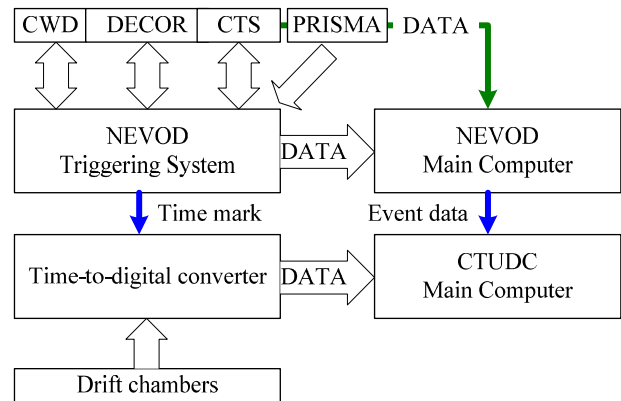 CWD DECOR CTS PRISMA DATA
NEVOD
Triggering System
DATA
NEVOD
Main Computer
Time mark
Event data
Time-to-digital converter
DATA
CTUDC
Main Computer
Drift chambers